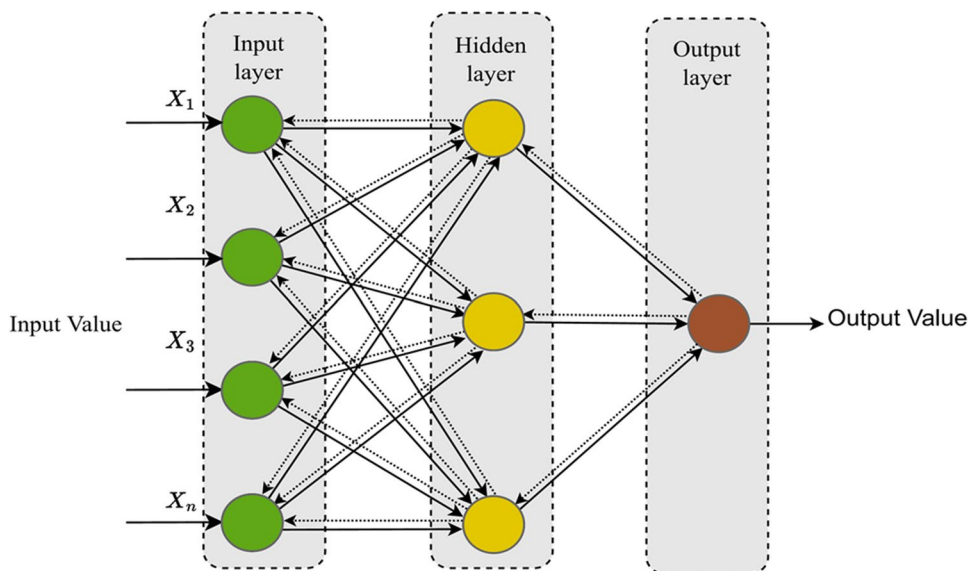 Input
layer
Hidden
layer
Output
layer
X₁
X₂
Input Value
X₃
Xₙ
Output Value